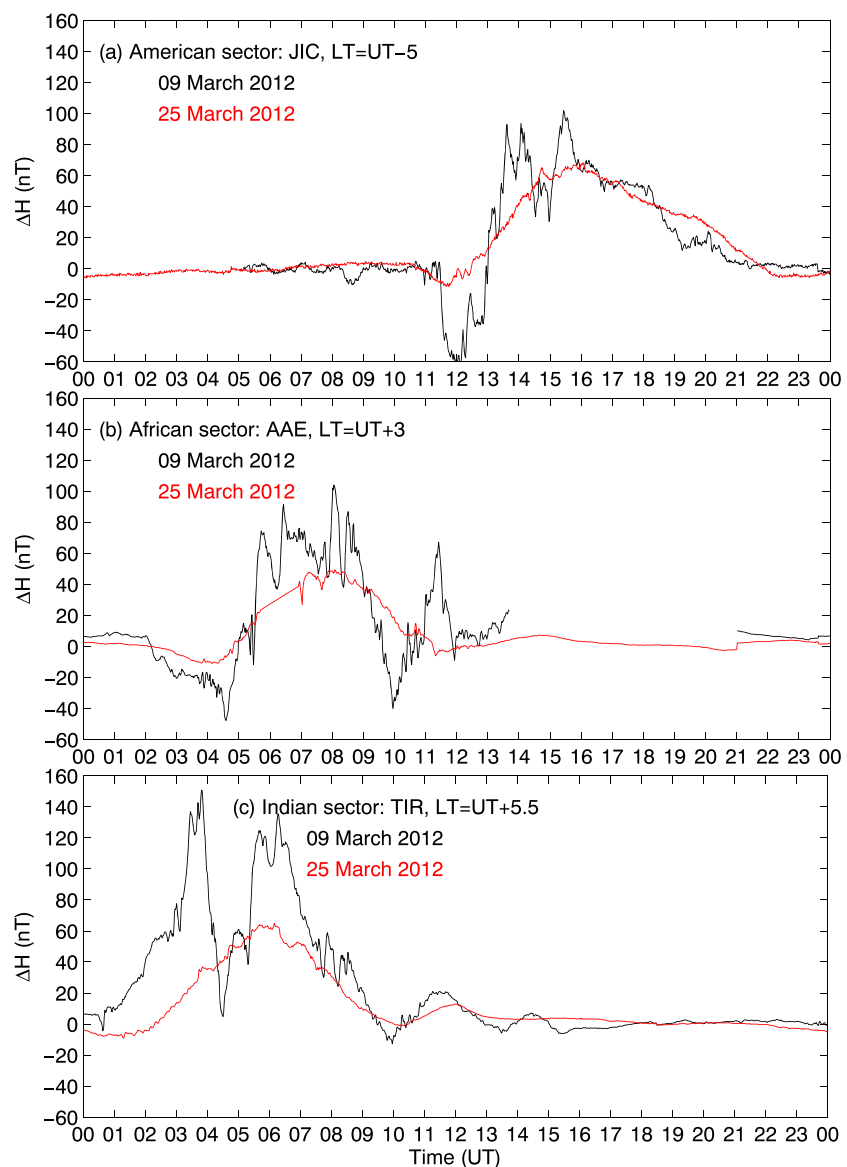 160
(a) American sector: JIC, LT=UT−5
140
120
09 March 2012
100
25 March 2012
80
60
40
20
0
−20
−40
−60
ΔH (nT)
00 01 02 03 04 05 06 07 08 09 10 11 12 13 14 15 16 17 18 19 20 21 22 23 00
160
(b) African sector: AAE, LT=UT+3
140
120
09 March 2012
100
25 March 2012
80
60
40
20
0
−20
−40
−60
ΔH (nT)
00 01 02 03 04 05 06 07 08 09 10 11 12 13 14 15 16 17 18 19 20 21 22 23 00
160
(c) Indian sector: TIR, LT=UT+5.5
140
120
09 March 2012
100
25 March 2012
80
60
40
20
0
−20
−40
−60
ΔH (nT)
00 01 02 03 04 05 06 07 08 09 10 11 12 13 14 15 16 17 18 19 20 21 22 23 00
Time (UT)